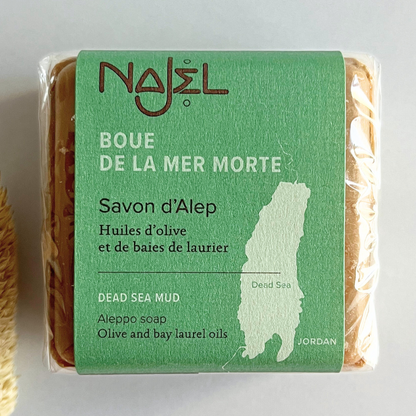 NAJEL
BOUE
DE LA MER MORTE
Savon d'Alep
Huiles d'olive
et de baies de laurier
Dead Sea
DEAD SEA MUD
Aleppo soap
Olive and bay laurel oils
JORDAN